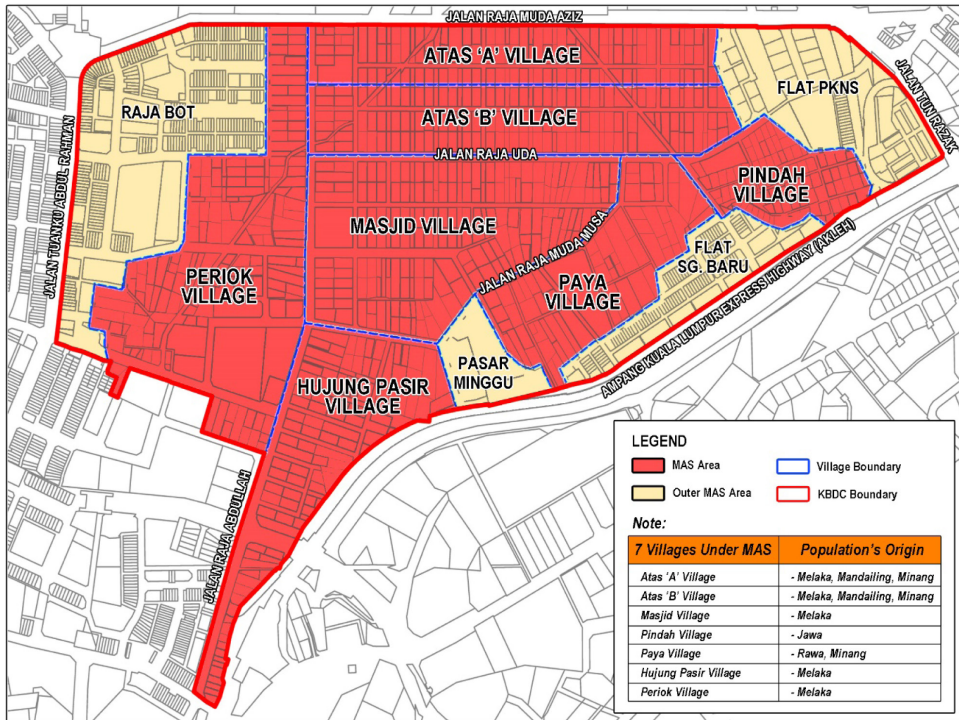 JALAN RAJA MUDA AZIZ
ATAS ‘A’ VILLAGE
FLAT PKNS
JALAN TUN RAZAK
RAJA BOT
ATAS ‘B’ VILLAGE
JALAN RAJA UDA
PINDAH
VILLAGE
JALAN TUANKU ABDUL RAHMAN
MASJID VILLAGE
JALAN RAJA MUDA MUSA
FLAT
SG. BARU
PERIOK
VILLAGE
PAYA
VILLAGE
AMPANG KUALA LUMPUR EXPRESS HIGHWAY (AKLEH)
PASAR
MINGGU
HUJUNG PASIR
VILLAGE
JALAN RAJA ABDULLAH
LEGEND
MAS Area
Village Boundary
Outer MAS Area
KBDC Boundary
Note:
7 Villages Under MAS Population’s Origin
Atas ‘A’ Village - Melaka, Mandailing, Minang
Atas ‘B’ Village - Melaka, Mandailing, Minang
Masjid Village - Melaka
Pindah Village - Jawa
Paya Village - Rawa, Minang
Hujung Pasir Village - Melaka
Periok Village - Melaka